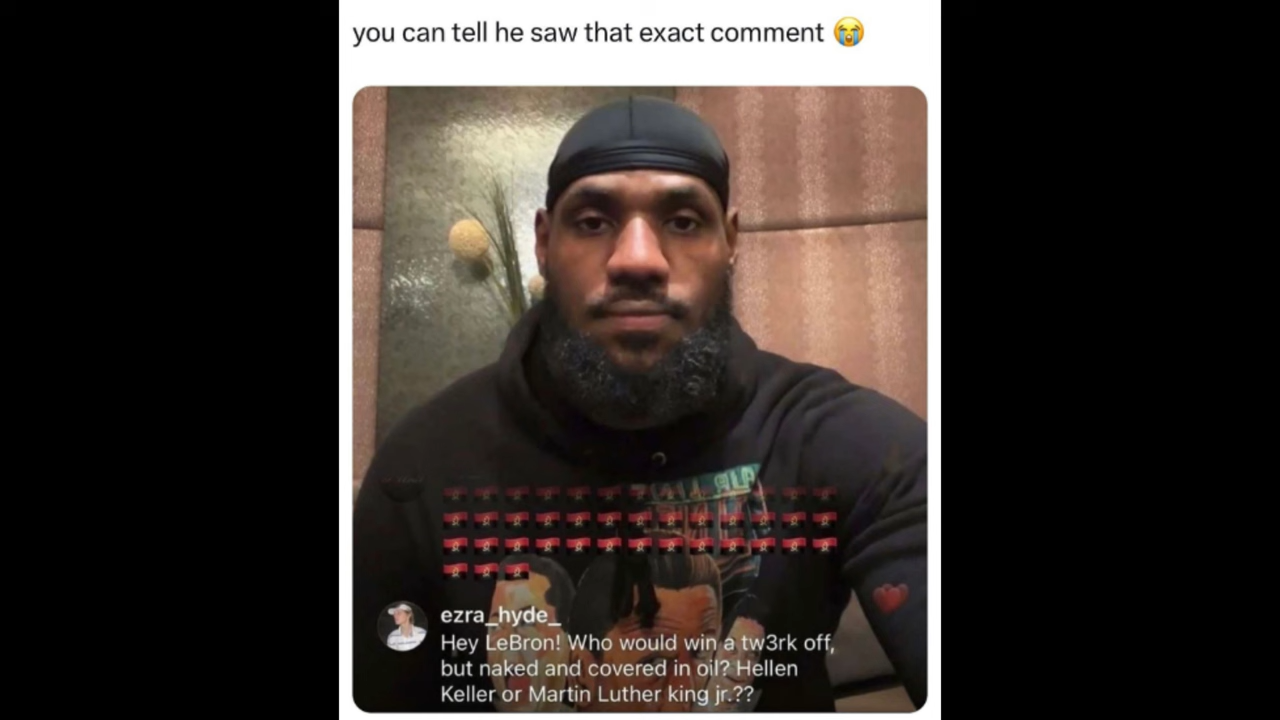 you can tell he saw that exact comment 😭
ezra_hyde_
Hey LeBron! Who would win a tw3rk off,
but naked and covered in oil? Hellen
Keller or Martin Luther king jr.??